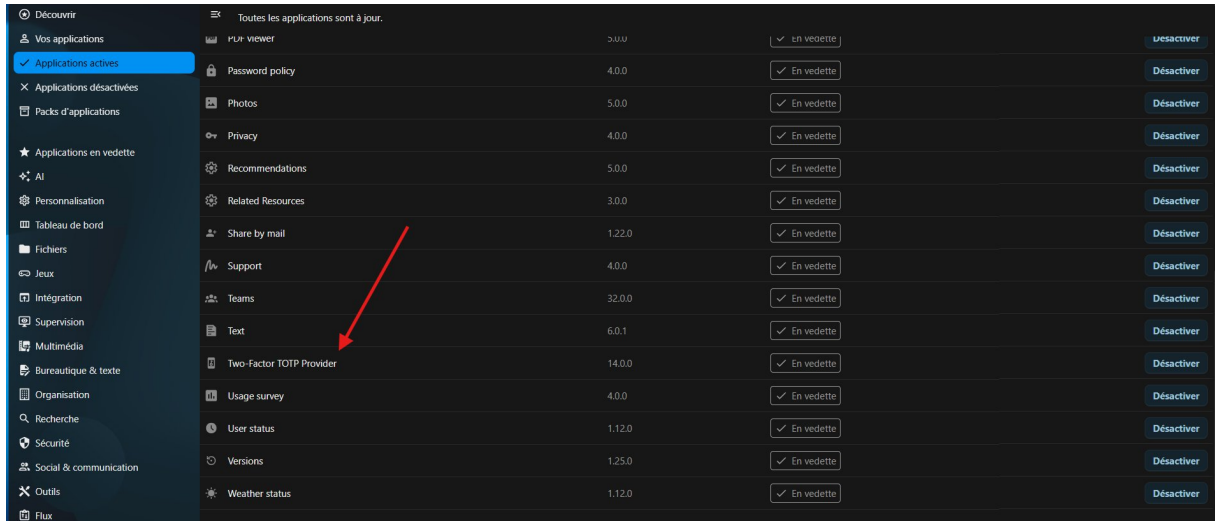 Découvrir
Vos applications
Applications actives
Applications désactivées
Packs d'applications
Applications en vedette
AI
Personnalisation
Tableau de bord
Fichiers
Jeux
Intégration
Supervision
Multimédia
Bureautique & texte
Organisation
Recherche
Sécurité
Social & communication
Outils
Flux
Toutes les applications sont à jour.
PDF viewer 5.0.0 En vedette Désactiver
Password policy 4.0.0 En vedette Désactiver
Photos 5.0.0 En vedette Désactiver
Privacy 4.0.0 En vedette Désactiver
Recommendations 5.0.0 En vedette Désactiver
Related Resources 3.0.0 En vedette Désactiver
Share by mail 1.22.0 En vedette Désactiver
Support 4.0.0 En vedette Désactiver
Teams 32.0.0 En vedette Désactiver
Text 6.0.1 En vedette Désactiver
Two-Factor TOTP Provider 14.0.0 En vedette Désactiver
Usage survey 4.0.0 En vedette Désactiver
User status 1.12.0 En vedette Désactiver
Versions 1.25.0 En vedette Désactiver
Weather status 1.12.0 En vedette Désactiver